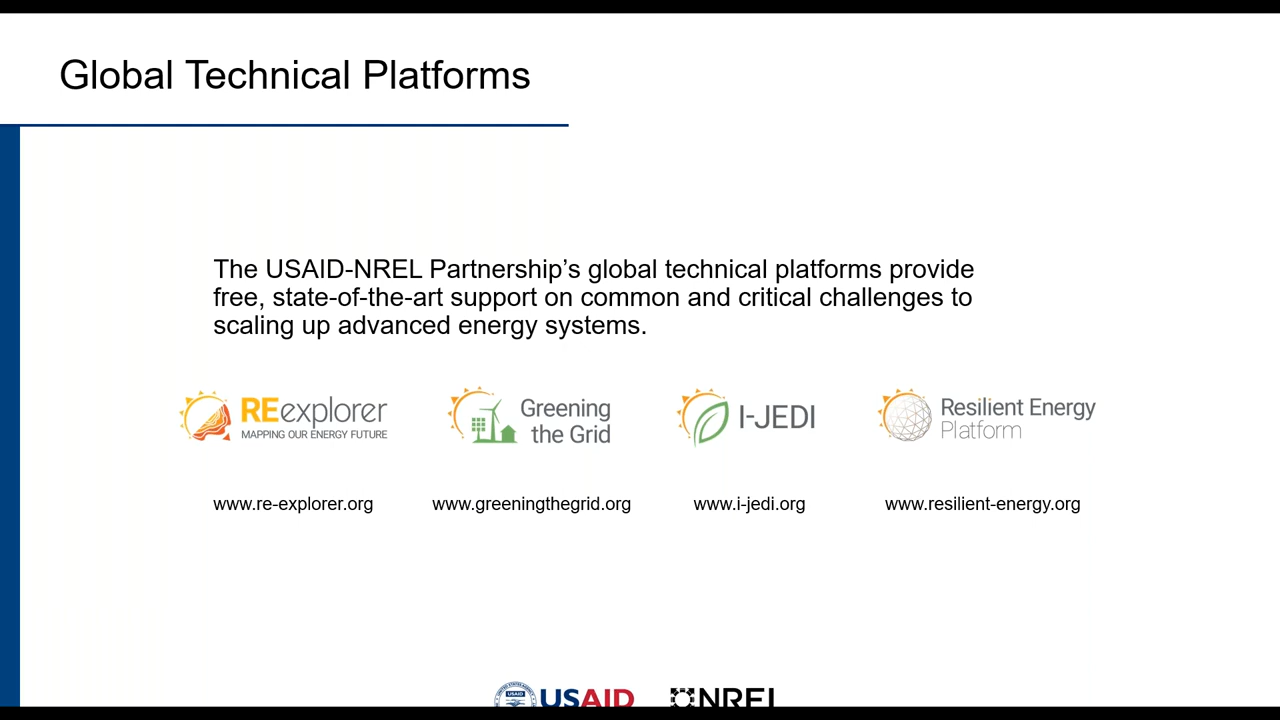 Global Technical Platforms
The USAID-NREL Partnership’s global technical platforms provide
free, state-of-the-art support on common and critical challenges to
scaling up advanced energy systems.
REexplorer
MAPPING OUR ENERGY FUTURE
Greening
the Grid
I-JEDI
Resilient Energy
Platform
www.re-explorer.org
www.greeningthegrid.org
www.i-jedi.org
www.resilient-energy.org
USAID
USAID
NREL